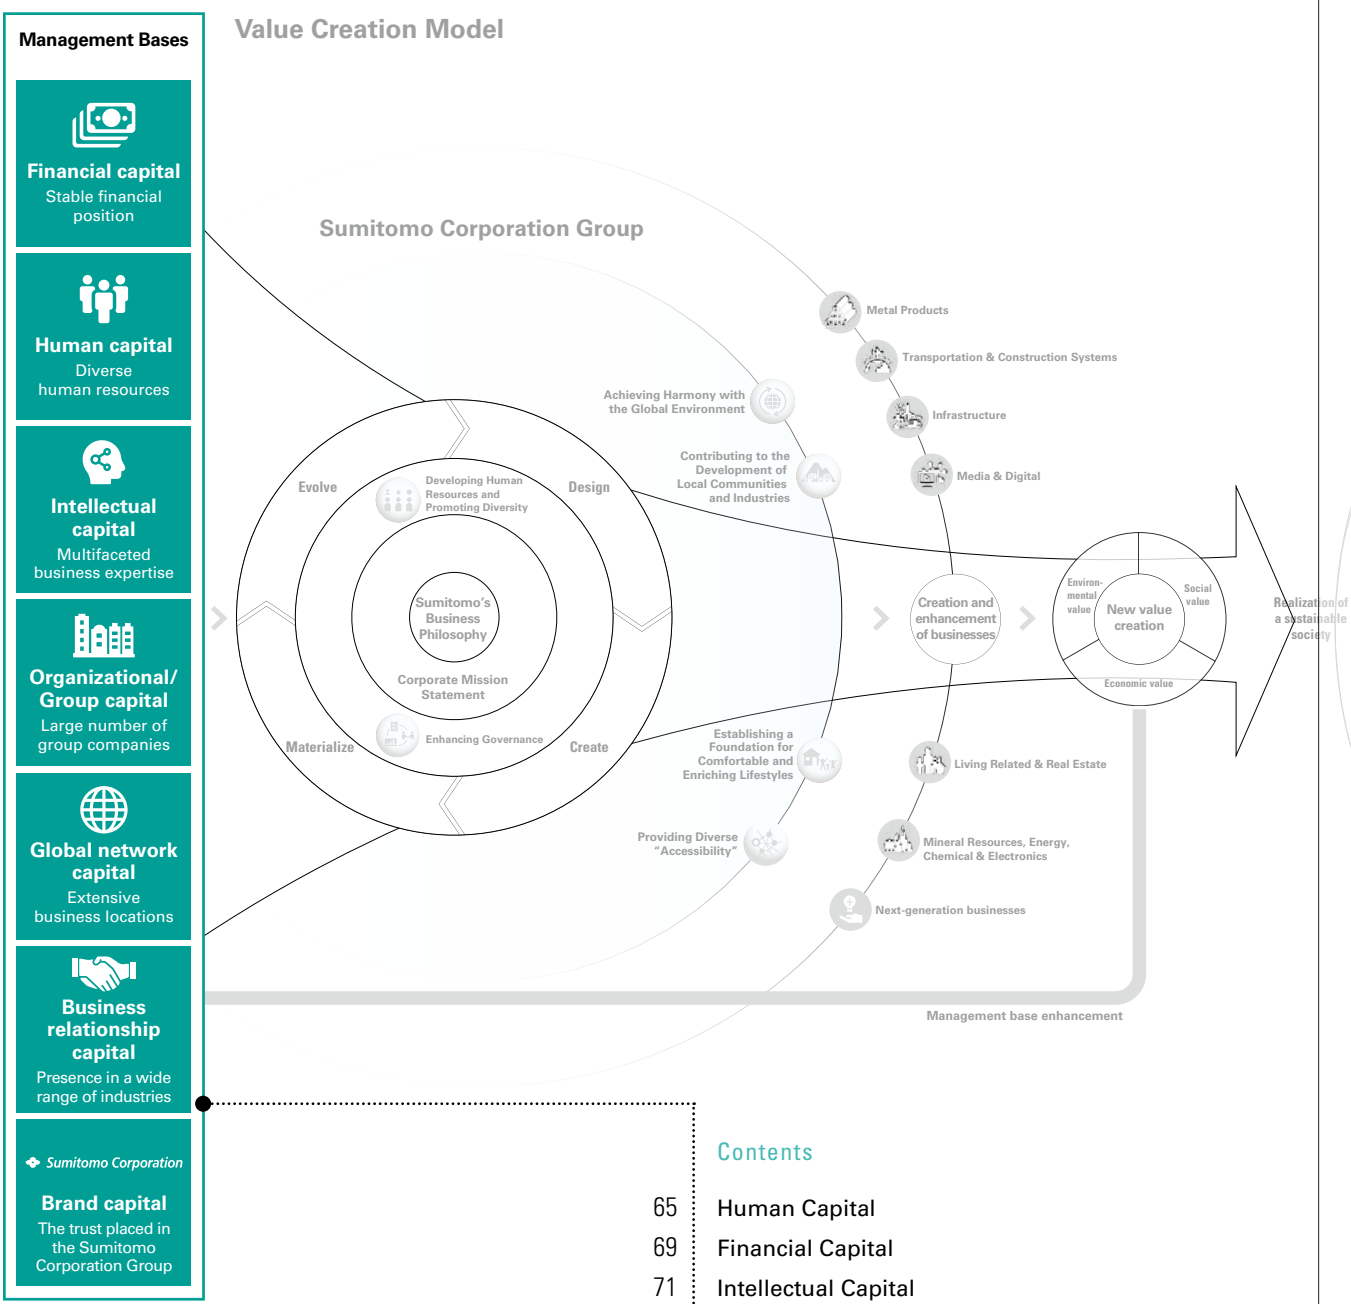 Management Bases
Financial capital
Stable financial
position
Human capital
Diverse
human resources
Intellectual
capital
Multifaceted
business expertise
Organizational/
Group capital
Large number of
group companies
Global network
capital
Extensive
business locations
Business
relationship
capital
Presence in a wide
range of industries
Sumitomo Corporation
Brand capital
The trust placed in
the Sumitomo
Corporation Group
Value Creation Model
Sumitomo Corporation Group
Evolve
Design
Materialize
Create
Developing Human
Resources and
Promoting Diversity
Sumitomo's
Business
Philosophy
Corporate Mission
Statement
Enhancing Governance
Achieving Harmony with
the Global Environment
Contributing to the
Development of
Local Communities
and Industries
Establishing a
Foundation for
Comfortable and
Enriching Lifestyles
Providing Diverse
“Accessibility”
Metal Products
Transportation & Construction Systems
Infrastructure
Media & Digital
Creation and
enhancement
of businesses
Living Related & Real Estate
Mineral Resources, Energy,
Chemical & Electronics
Next-generation businesses
Environ-
mental
value
Social
value
New value
creation
Economic value
Realization of
a sustainable
society
Management base enhancement
Contents
65 Human Capital
69 Financial Capital
71 Intellectual Capital